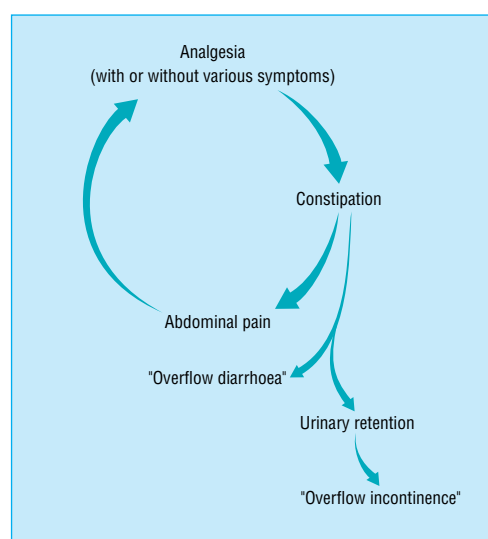 Analgesia
(with or without various symptoms)
Constipation
Abdominal pain
"Overflow diarrhoea"
Urinary retention
"Overflow incontinence"